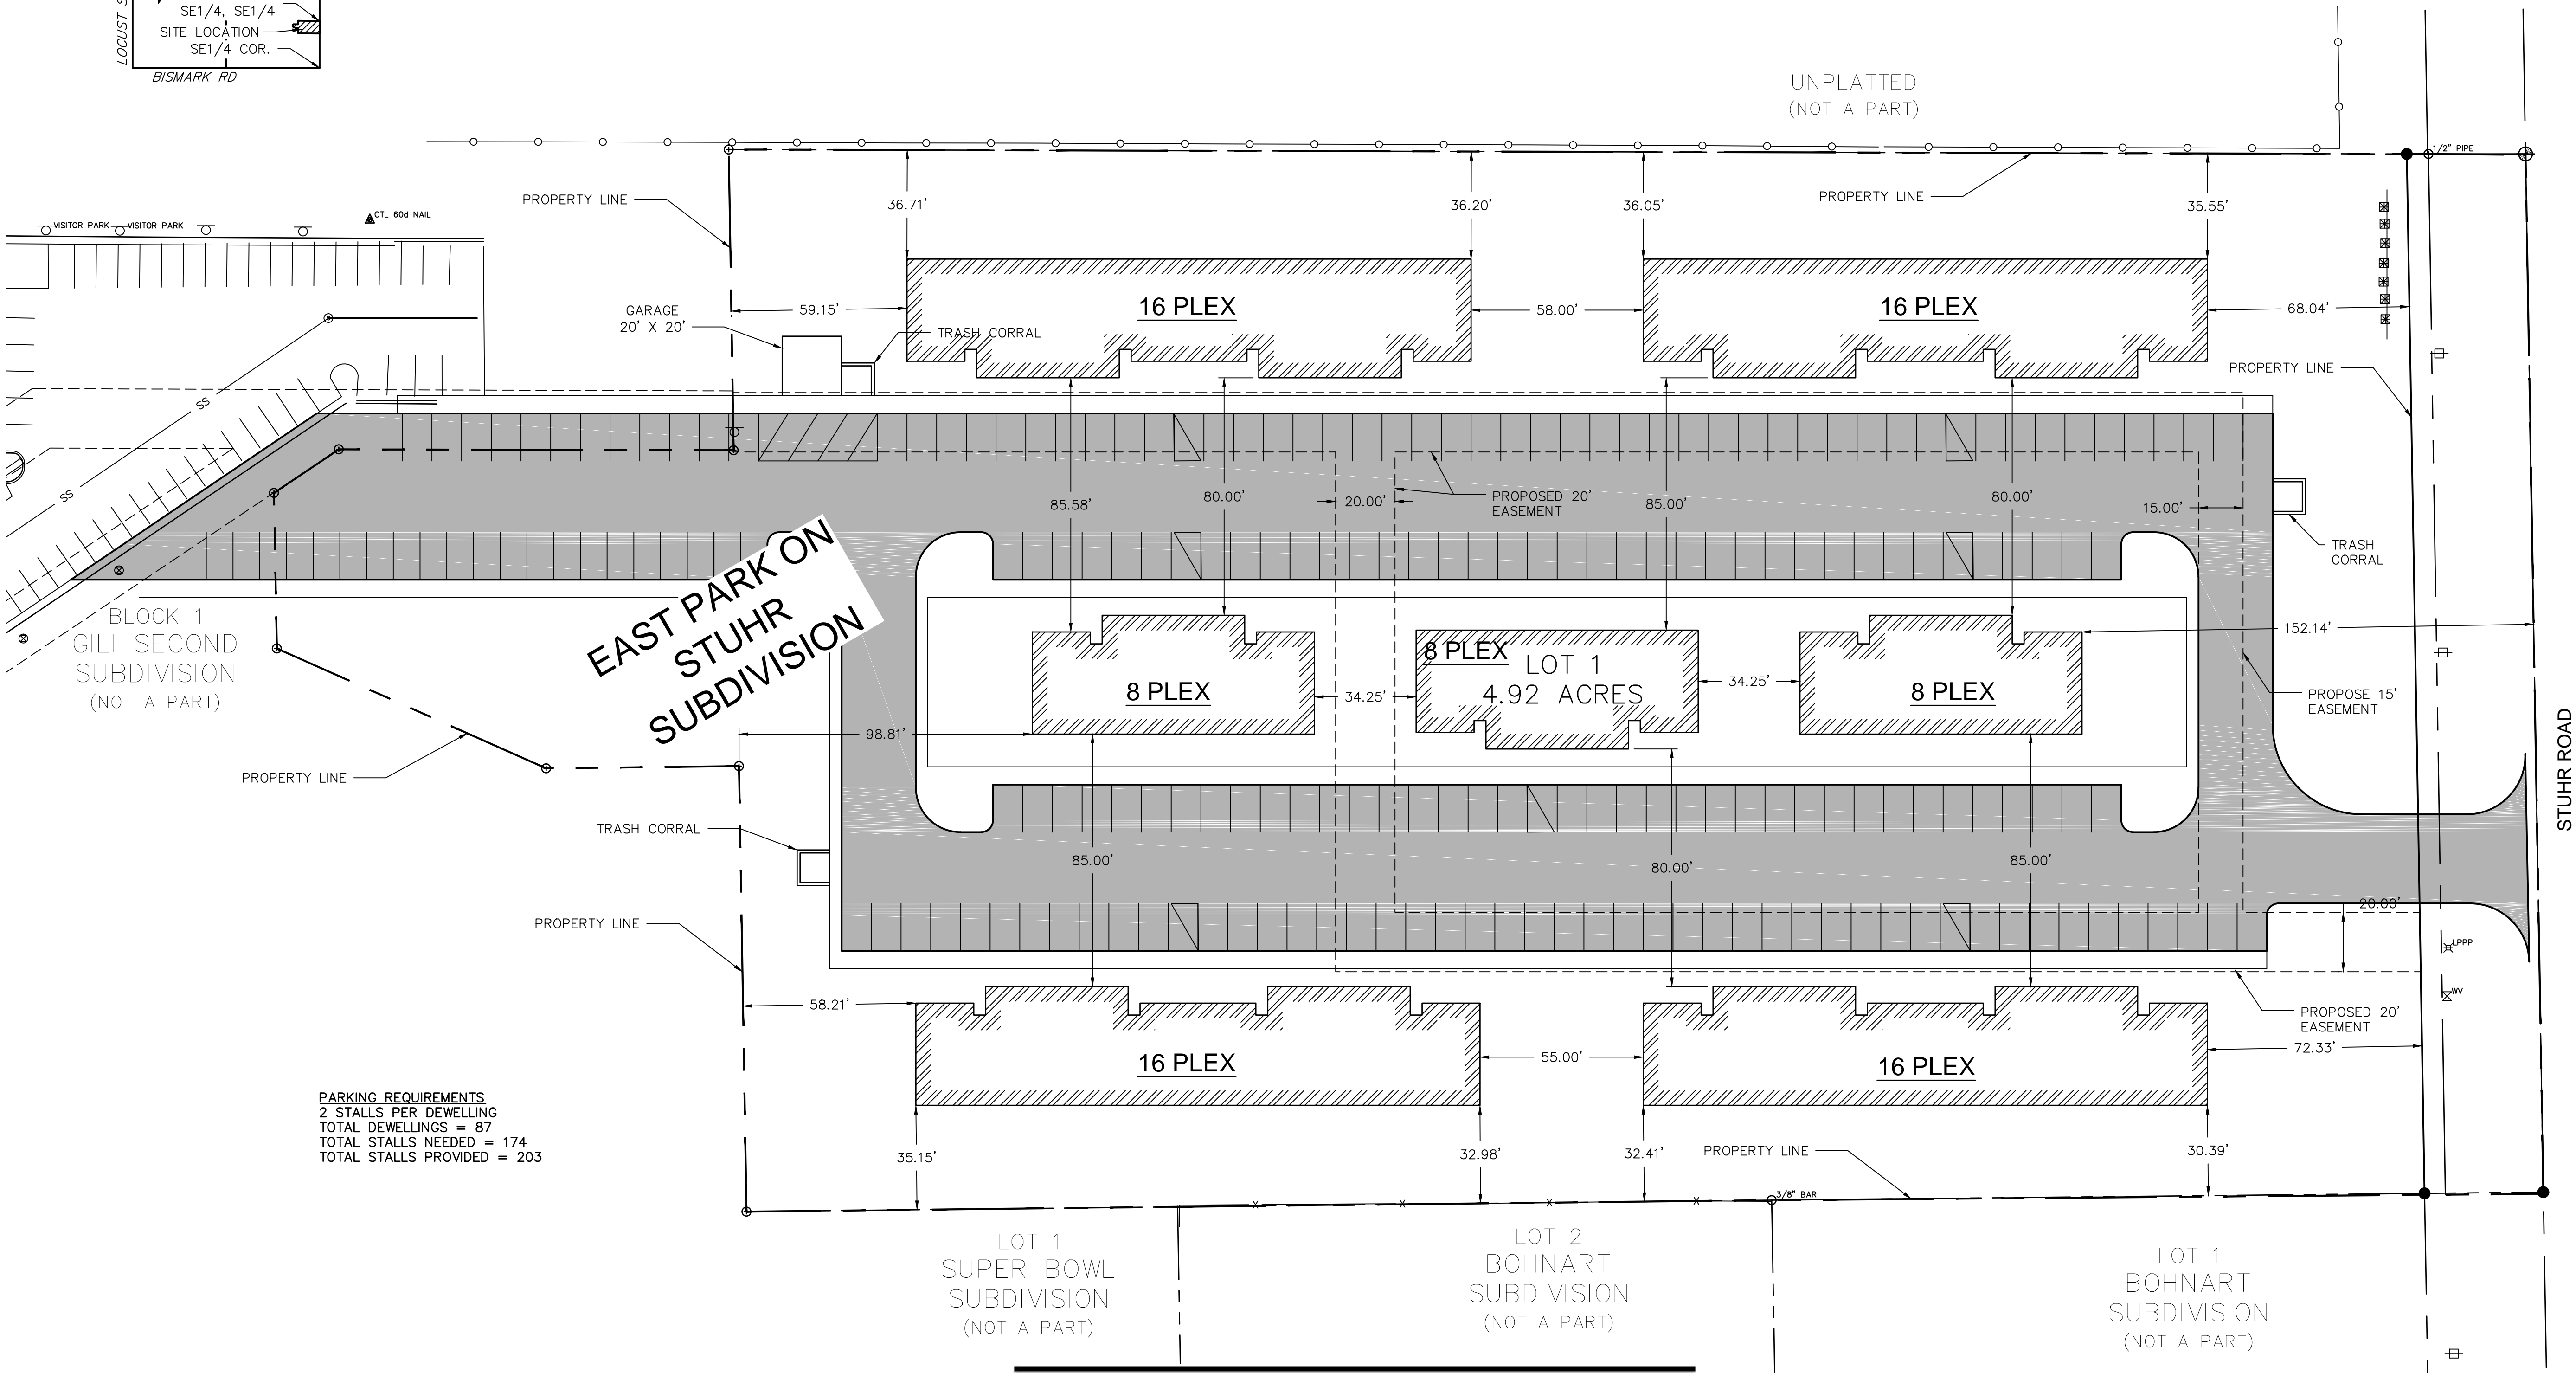 SE1/4, SE1/4
SITE LOCATION
SE1/4 COR.
BISMARK RD
UNPLATTED
(NOT A PART)
1/2" PIPE
PROPERTY LINE
PROPERTY LINE
CTL 60d NAIL
VISITOR PARK
VISITOR PARK
36.71'
36.20'
36.05'
35.55'
GARAGE
20' X 20'
59.15'
16 PLEX
58.00'
16 PLEX
68.04'
TRASH CORRAL
PROPERTY LINE
SS
SS
85.58'
80.00'
20.00'
PROPOSED 20'
EASEMENT
85.00'
80.00'
15.00'
TRASH
CORRAL
EAST PARK ON
STUHR
SUBDIVISION
BLOCK 1
GILI SECOND
SUBDIVISION
(NOT A PART)
152.14'
8 PLEX
34.25'
8 PLEX
LOT 1
4.92 ACRES
34.25'
8 PLEX
PROPOSE 15'
EASEMENT
98.81'
PROPERTY LINE
STUHR ROAD
TRASH CORRAL
85.00'
80.00'
85.00'
20.00'
PROPERTY LINE
LPPP
WV
58.21'
PROPOSED 20'
EASEMENT
16 PLEX
55.00'
16 PLEX
72.33'
PARKING REQUIREMENTS
2 STALLS PER DEWELLING
TOTAL DEWELLINGS = 87
TOTAL STALLS NEEDED = 174
TOTAL STALLS PROVIDED = 203
35.15'
32.98'
32.41'
PROPERTY LINE
30.39'
3/8" BAR
LOT 1
SUPER BOWL
SUBDIVISION
(NOT A PART)
LOT 2
BOHNART
SUBDIVISION
(NOT A PART)
LOT 1
BOHNART
SUBDIVISION
(NOT A PART)
LOCUST